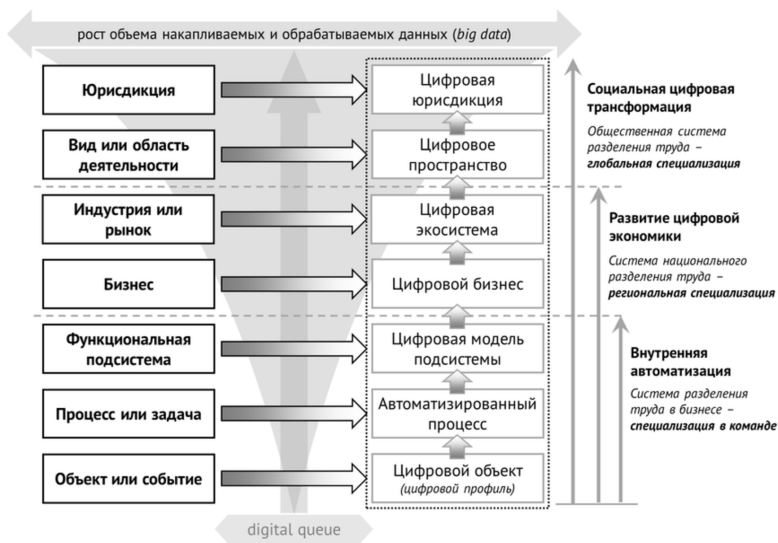 рост объема накапливаемых и обрабатываемых данных (big data)
Юрисдикция
Цифровая
юрисдикция
Вид или область
деятельности
Цифровое
пространство
Индустрия или
рынок
Цифровая
экосистема
Бизнес
Цифровой бизнес
Функциональная
подсистема
Цифровая модель
подсистемы
Процесс или задача
Автоматизированный
процесс
Объект или событие
Цифровой объект
(цифровой профиль)
Социальная цифровая
трансформация
Общественная система
разделения труда –
глобальная специализация
Развитие цифровой
экономики
Система национального
разделения труда –
региональная специализация
Внутренняя
автоматизация
Система разделения
труда в бизнесе –
специализация в команде
digital queue